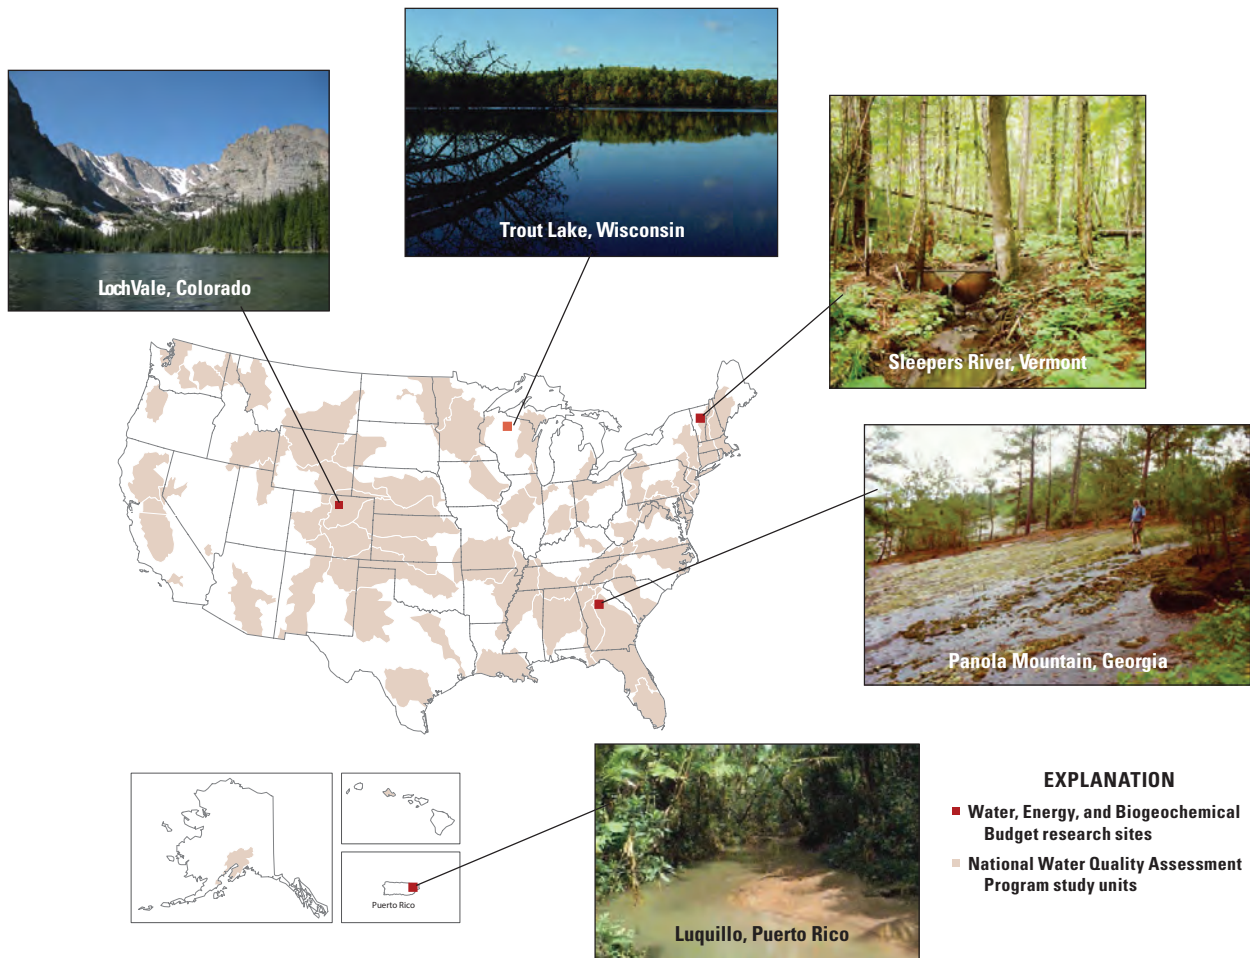 LochVale, Colorado
Trout Lake, Wisconsin
Sleepers River, Vermont
Panola Mountain, Georgia
Puerto Rico
Luquillo, Puerto Rico
EXPLANATION
Water, Energy, and Biogeochemical
Budget research sites
National Water Quality Assessment
Program study units